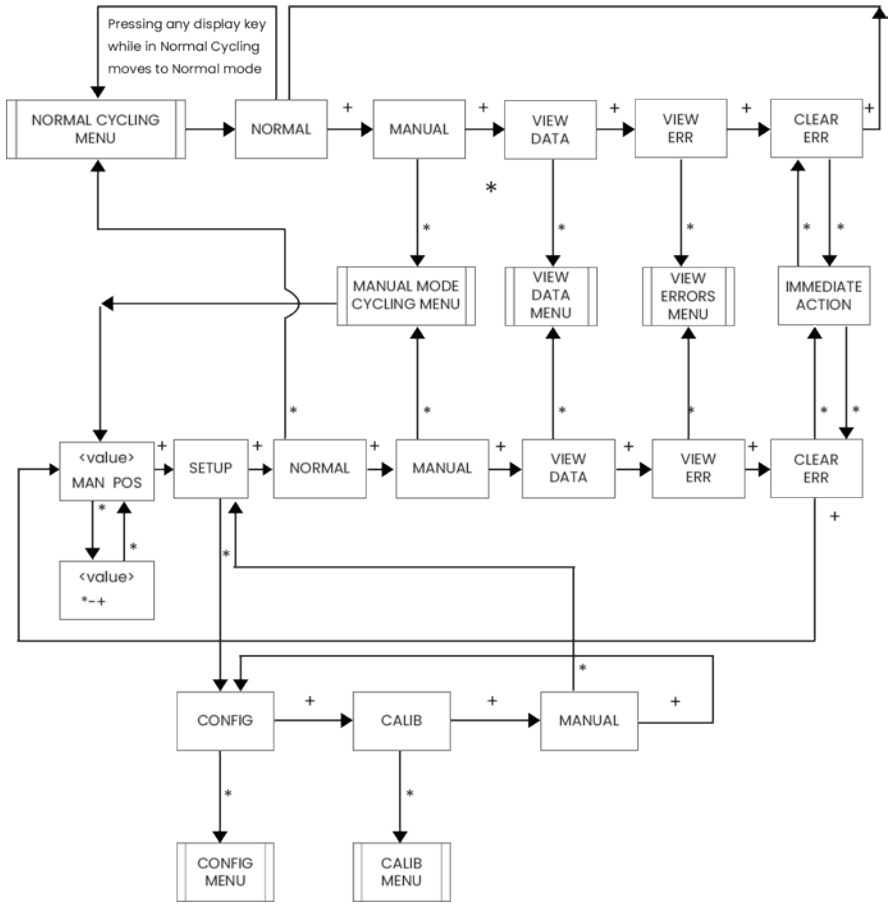 Pressing any display key
while in Normal Cycling
moves to Normal mode
NORMAL CYCLING
MENU
NORMAL
+
MANUAL
+
VIEW
DATA
+
VIEW
ERR
+
CLEAR
ERR
+
*
*
*
*
*
*
MANUAL MODE
CYCLING MENU
VIEW
DATA
MENU
VIEW
ERRORS
MENU
IMMEDIATE
ACTION
*
*
*
*
*
*
<value>
MAN POS
+
SETUP
+
NORMAL
+
MANUAL
+
VIEW
DATA
+
VIEW
ERR
+
CLEAR
ERR
+
*
*
*
<value>
*-+
*
CONFIG
+
CALIB
+
MANUAL
+
*
*
CONFIG
MENU
CALIB
MENU